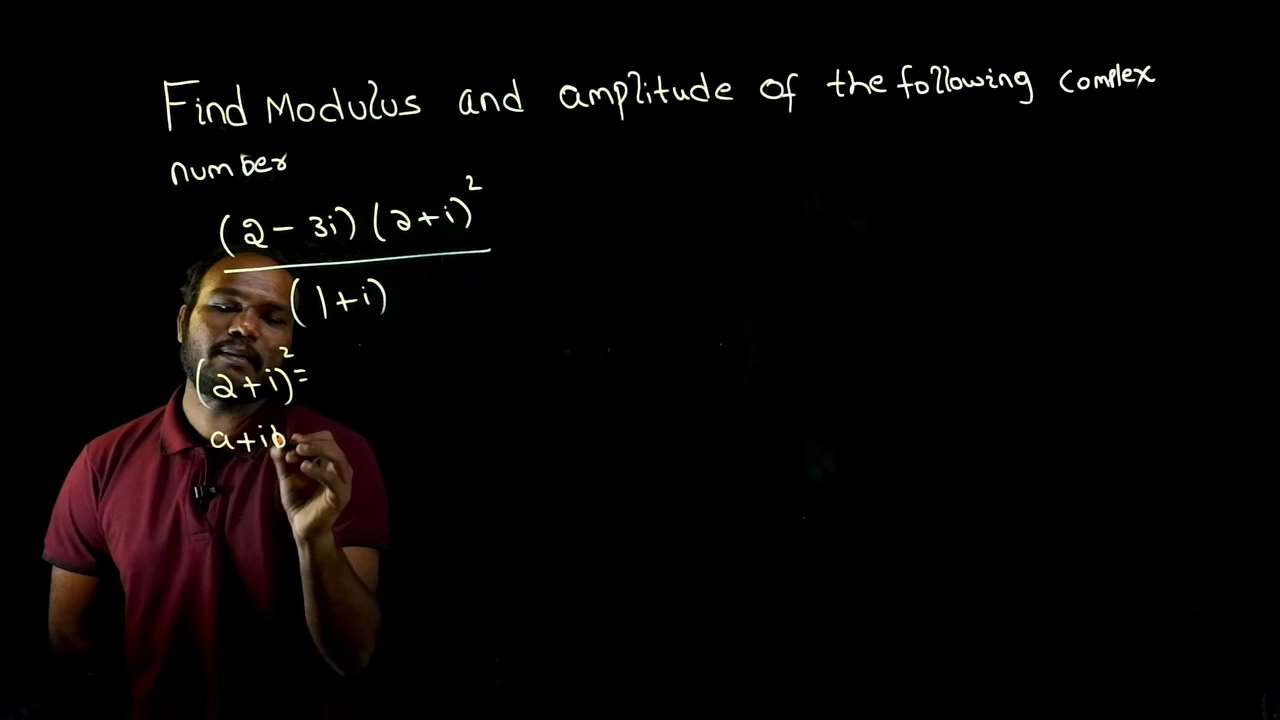 Find Modulus and amplitude of the following complex
number
(2 - 3i) (2+i)²
(1+i)
(2+i)²=
a+ib